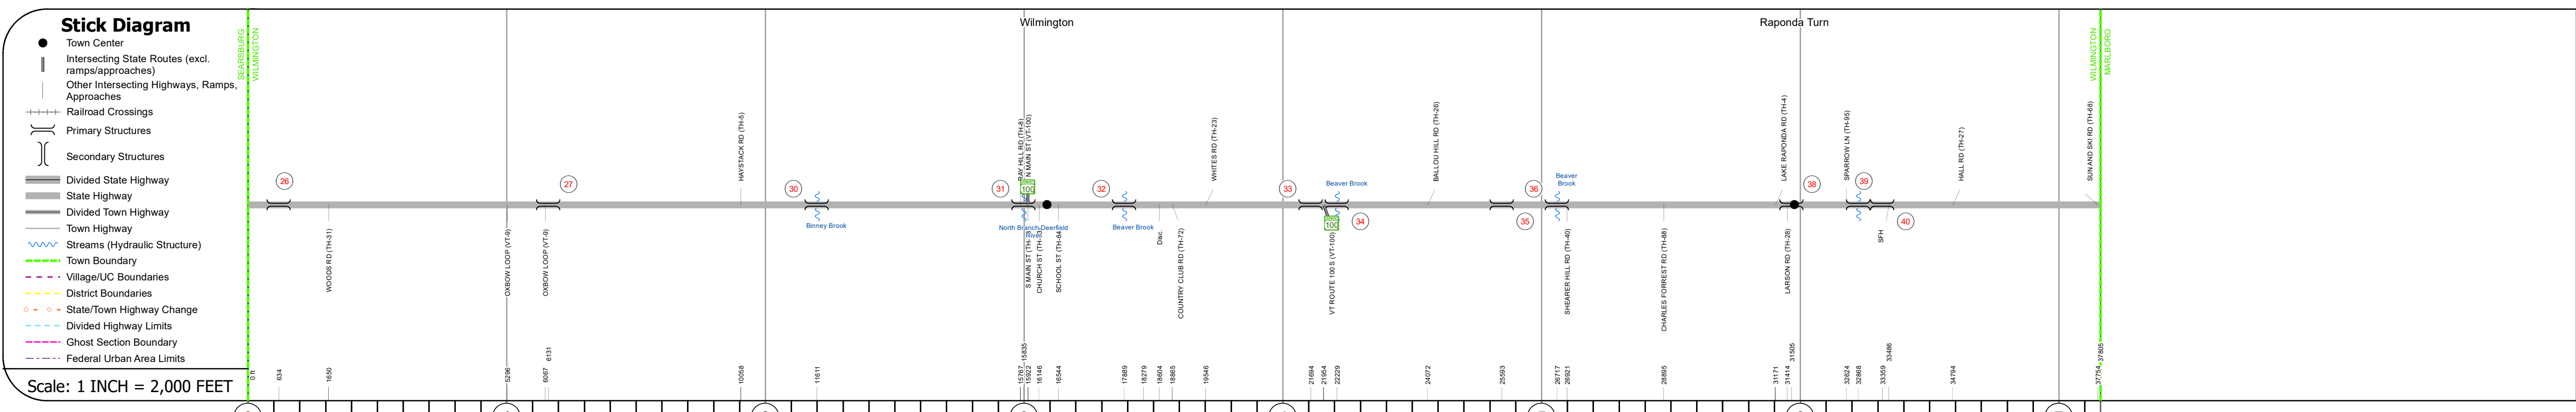 Stick Diagram
Town Center
Intersecting State Routes (excl.
ramps/approaches)
Other Intersecting Highways, Ramps,
Approaches
Railroad Crossings
Primary Structures
Secondary Structures
Divided State Highway
State Highway
Divided Town Highway
Town Highway
Streams (Hydraulic Structure)
Town Boundary
Village/UC Boundaries
District Boundaries
State/Town Highway Change
Divided Highway Limits
Ghost Section Boundary
Federal Urban Area Limits
Scale: 1 INCH = 2,000 FEET
SEARSBURG
WILMINGTON
Wilmington
Raponda Turn
WILMINGTON
MARLBORO
HAYSTACK RD (TH-5)
RAY HILL RD (TH-8)
N MAIN ST (VT-100)
WHITES RD (TH-23)
BALLOU HILL RD (TH-26)
LAKE RAPONDA RD (TH-4)
SPARROW LN (TH-95)
HALL RD (TH-27)
SUN AND SKI RD (TH-68)
26
27
30
31
100
32
33
Beaver Brook
36
Beaver
Brook
38
39
Binney Brook
North Branch Deerfield
River
Beaver Brook
100
34
35
40
WOODS RD (TH-31)
OXBOW LOOP (VT-9)
OXBOW LOOP (VT-9)
CHURCH ST
SCHOOL ST (TH-64)
Disc.
COUNTRY CLUB RD (TH-72)
VT ROUTE 100 S (VT-100)
SHEARER HILL RD (TH-40)
CHARLES FORREST RD (TH-88)
LARSON RD (TH-28)
SFH
0 ft
634
1650
5296
6067
6131
10058
11611
15767
15835
15922
16146
16544
17889
18279
18604
18865
19546
21694
21954
22229
24072
25593
26717
26921
28895
31171
31414
31505
32624
32868
33359
33486
34794
37754
37805